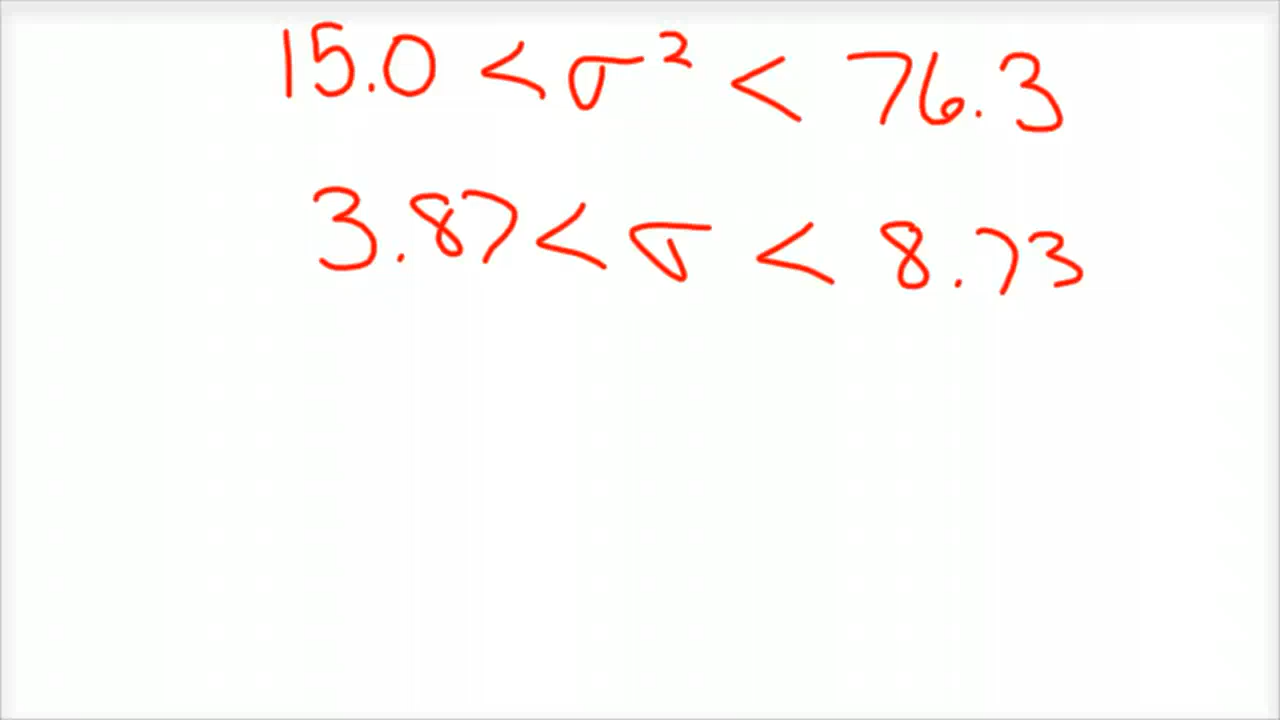 15.0 < σ² < 76.3
3.87 < σ < 8.73